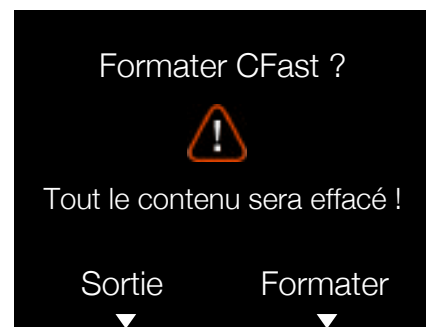 Formater CFast ?
!
Tout le contenu sera effacé !
Sortie Formater